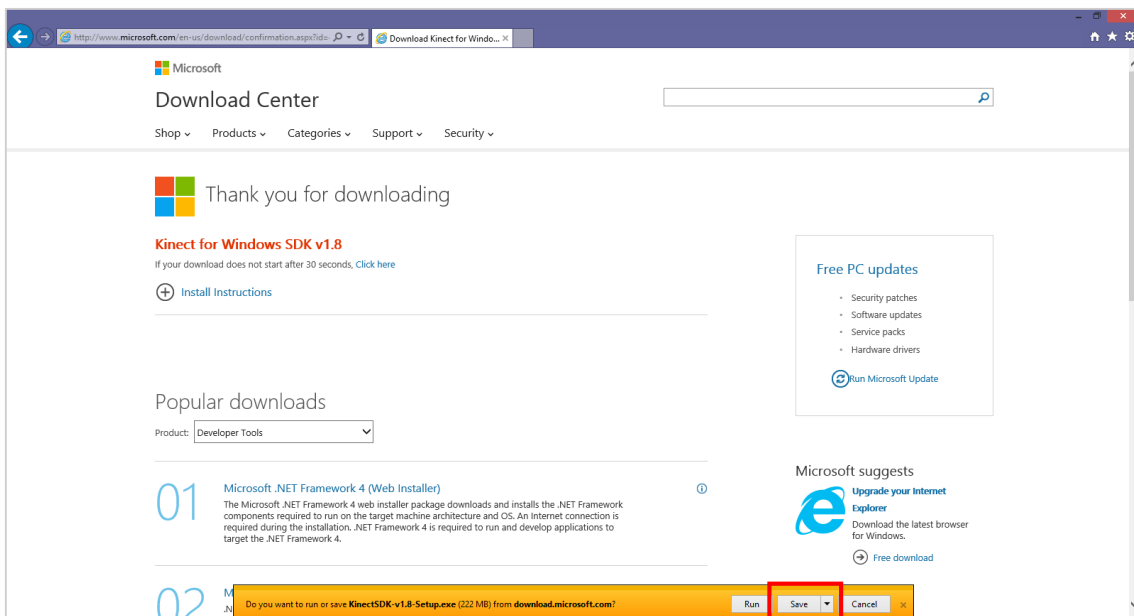 http://www.microsoft.com/en-us/download/confirmation.aspx?id=
Download Kinect for Windo...
Microsoft
Download Center
Shop Products Categories Support Security
Thank you for downloading
Kinect for Windows SDK v1.8
If your download does not start after 30 seconds, Click here
Install Instructions
Free PC updates
Security patches
Software updates
Service packs
Hardware drivers
Run Microsoft Update
Popular downloads
Product: Developer Tools
01
Microsoft .NET Framework 4 (Web Installer)
The Microsoft .NET Framework 4 web installer package downloads and installs the .NET Framework
components required to run on the target machine architecture and OS. An Internet connection is
required during the installation. .NET Framework 4 is required to run and develop applications to
target the .NET Framework 4.
Microsoft suggests
Upgrade your Internet
Explorer
Download the latest browser
for Windows.
Free download
02
M
.N
Do you want to run or save KinectSDK-v1.8-Setup.exe (222 MB) from download.microsoft.com?
Run Save Cancel